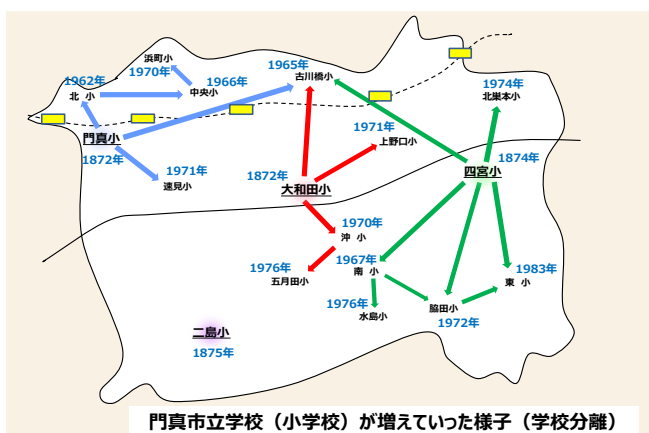 浜町小
1970年
1962年
北 小
1966年
中央小
1965年
古川橋小
1974年
北巣本小
門真小
1872年
1971年
速見小
1971年
上野口小
1872年
大和田小
1874年
四宮小
1970年
沖 小
1967年
南 小
1976年
五月田小
1976年
水島小
脇田小
1972年
1983年
東 小
二島小
1875年
門真市立学校（小学校）が増えていった様子（学校分離）